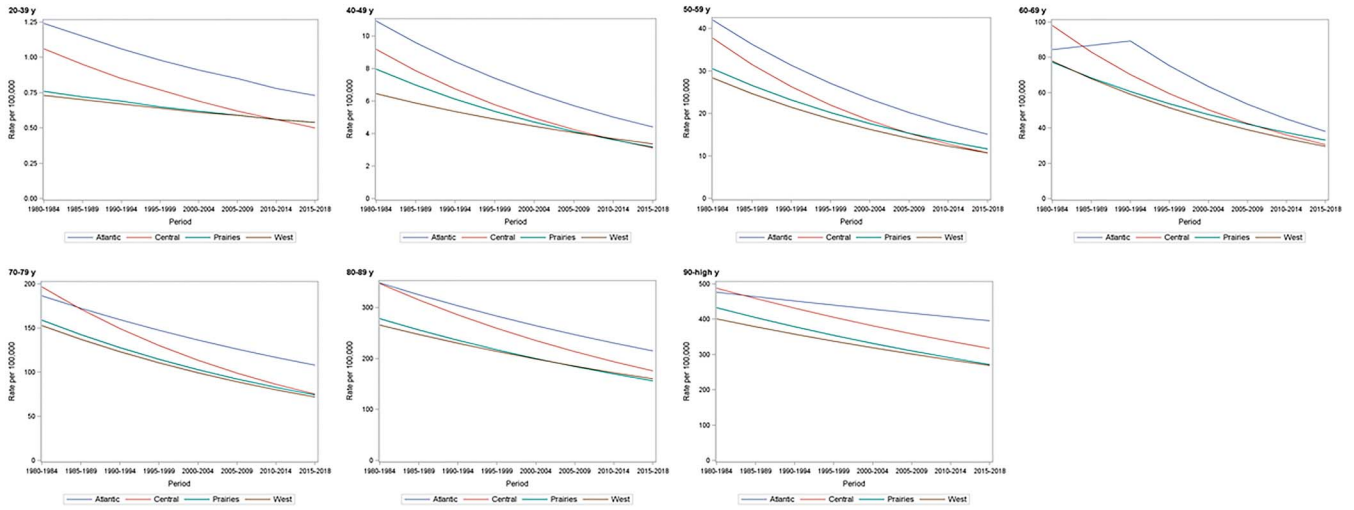 20-39 y
1.25
1.00
0.75
0.50
0.25
0.00
Rate per 100,000
1980-1984 1985-1989 1990-1994 1995-1999 2000-2004 2005-2009 2010-2014 2015-2018
Period
Atlantic Central Prairies West
40-49 y
10
8
6
4
2
0
Rate per 100,000
1980-1984 1985-1989 1990-1994 1995-1999 2000-2004 2005-2009 2010-2014 2015-2018
Period
Atlantic Central Prairies West
50-59 y
40
30
20
10
0
Rate per 100,000
1980-1984 1985-1989 1990-1994 1995-1999 2000-2004 2005-2009 2010-2014 2015-2018
Period
Atlantic Central Prairies West
60-69 y
100
80
60
40
20
0
Rate per 100,000
1980-1984 1985-1989 1990-1994 1995-1999 2000-2004 2005-2009 2010-2014 2015-2018
Period
Atlantic Central Prairies West
70-79 y
200
150
100
50
0
Rate per 100,000
1980-1984 1985-1989 1990-1994 1995-1999 2000-2004 2005-2009 2010-2014 2015-2018
Period
Atlantic Central Prairies West
80-89 y
300
200
100
0
Rate per 100,000
1980-1984 1985-1989 1990-1994 1995-1999 2000-2004 2005-2009 2010-2014 2015-2018
Period
Atlantic Central Prairies West
90-high y
500
400
300
200
100
0
Rate per 100,000
1980-1984 1985-1989 1990-1994 1995-1999 2000-2004 2005-2009 2010-2014 2015-2018
Period
Atlantic Central Prairies West